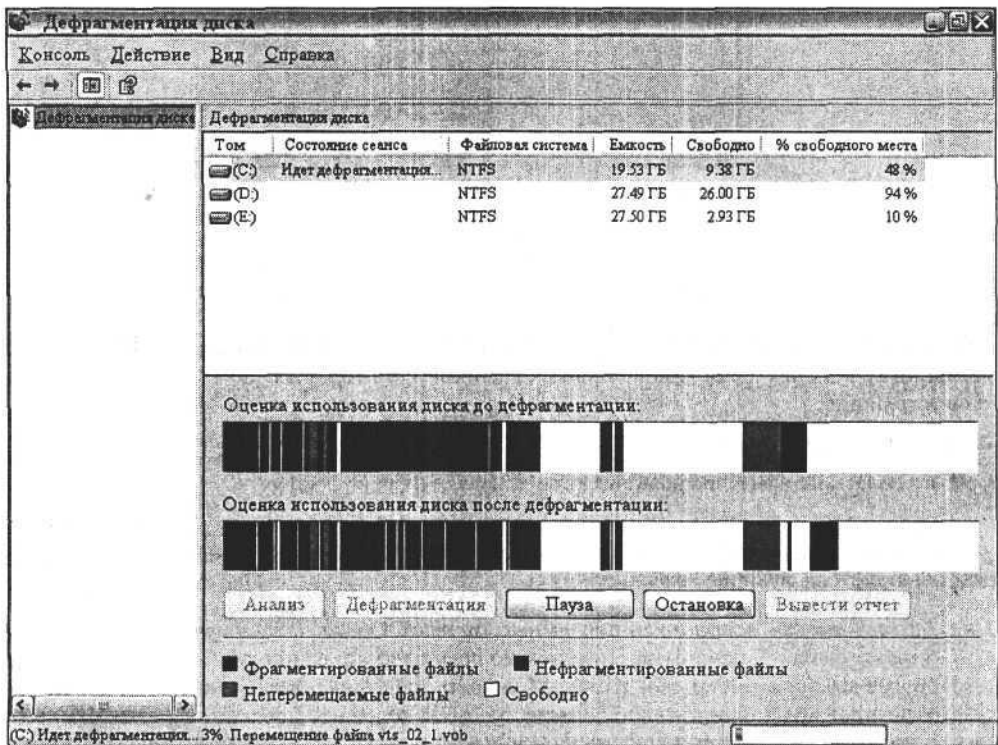 Дефрагментация диска
Консоль Действие Вид Справка
Дефрагментация диска
Дефрагментация диска
Том Состояние сеанса Файловая система Емкость Свободно % свободного места
(C:) Идет дефрагментация... NTFS 19.53 ГБ 9.38 ГБ 48 %
(D:) NTFS 27.49 ГБ 26.00 ГБ 94 %
(E:) NTFS 27.50 ГБ 2.93 ГБ 10 %
Оценка использования диска до дефрагментации:
Оценка использования диска после дефрагментации:
Анализ Дефрагментация Пауза Остановка Вывести отчет
Фрагментированные файлы Нефрагментированные файлы
Неперемещаемые файлы Свободно
(C:) Идет дефрагментация... 3% Перемещение файла vts_02_1.vob